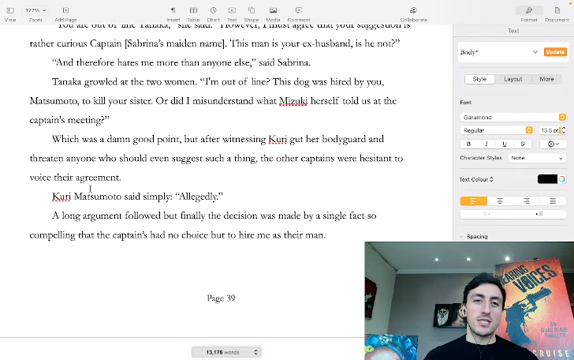 177% 
View Zoom Add Page Insert Table Chart Text Shape Media Comment Collaborate Format Document
"You are out of line Tanaka," she said. "However, I must agree that your suggestion is
rather curious Captain [Sabrina's maiden name]. This man is your ex-husband, is he not?"
"And therefore hates me more than anyone else," said Sabrina.
Tanaka growled at the two women. "I'm out of line? This dog was hired by you,
Matsumoto, to kill your sister. Or did I misunderstand what Mizuki herself told us at the
captain's meeting?"
Which was a damn good point, but after witnessing Kuri gut her bodyguard and
threaten anyone who should even suggest such a thing, the other captains were hesitant to
voice their agreement.
Kuri Matsumoto said simply: "Allegedly."
A long argument followed but finally the decision was made by a single fact so
compelling that the captain's had no choice but to hire me as their man.
Page 39
13,176 words
Text
Body*
Update
Style Layout More
Font
Garamond
Regular 13.5 pt
B I U S
Character Styles None
Text Colour
Spacing
HEARING
VOICES
CRUISE